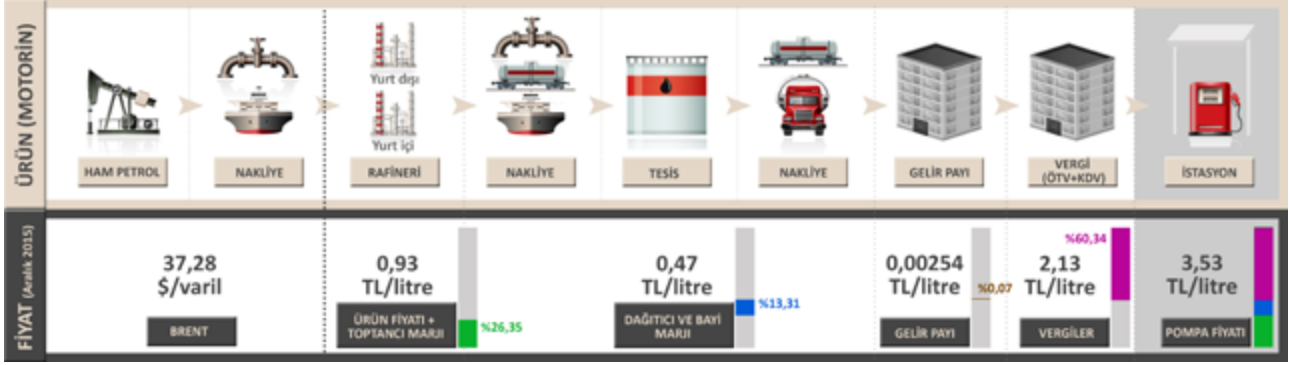 ÜRÜN (MOTORİN)
HAM PETROL
NAKLİYE
Yurt dışı
Yurt içi
RAFİNERİ
NAKLİYE
TESİS
NAKLİYE
GELİR PAYI
VERGİ
(ÖTV+KDV)
İSTASYON
FİYAT (Aralık 2015)
37,28
$/varil
BRENT
0,93
TL/litre
ÜRÜN FİYATI +
TOPTANCI MARJI
%26,35
0,47
TL/litre
DAĞITICI VE BAYİ
MARJI
%13,31
0,00254
TL/litre
GELİR PAYI
%0,07
%60,34
2,13
TL/litre
VERGİLER
3,53
TL/litre
POMPA FİYATI